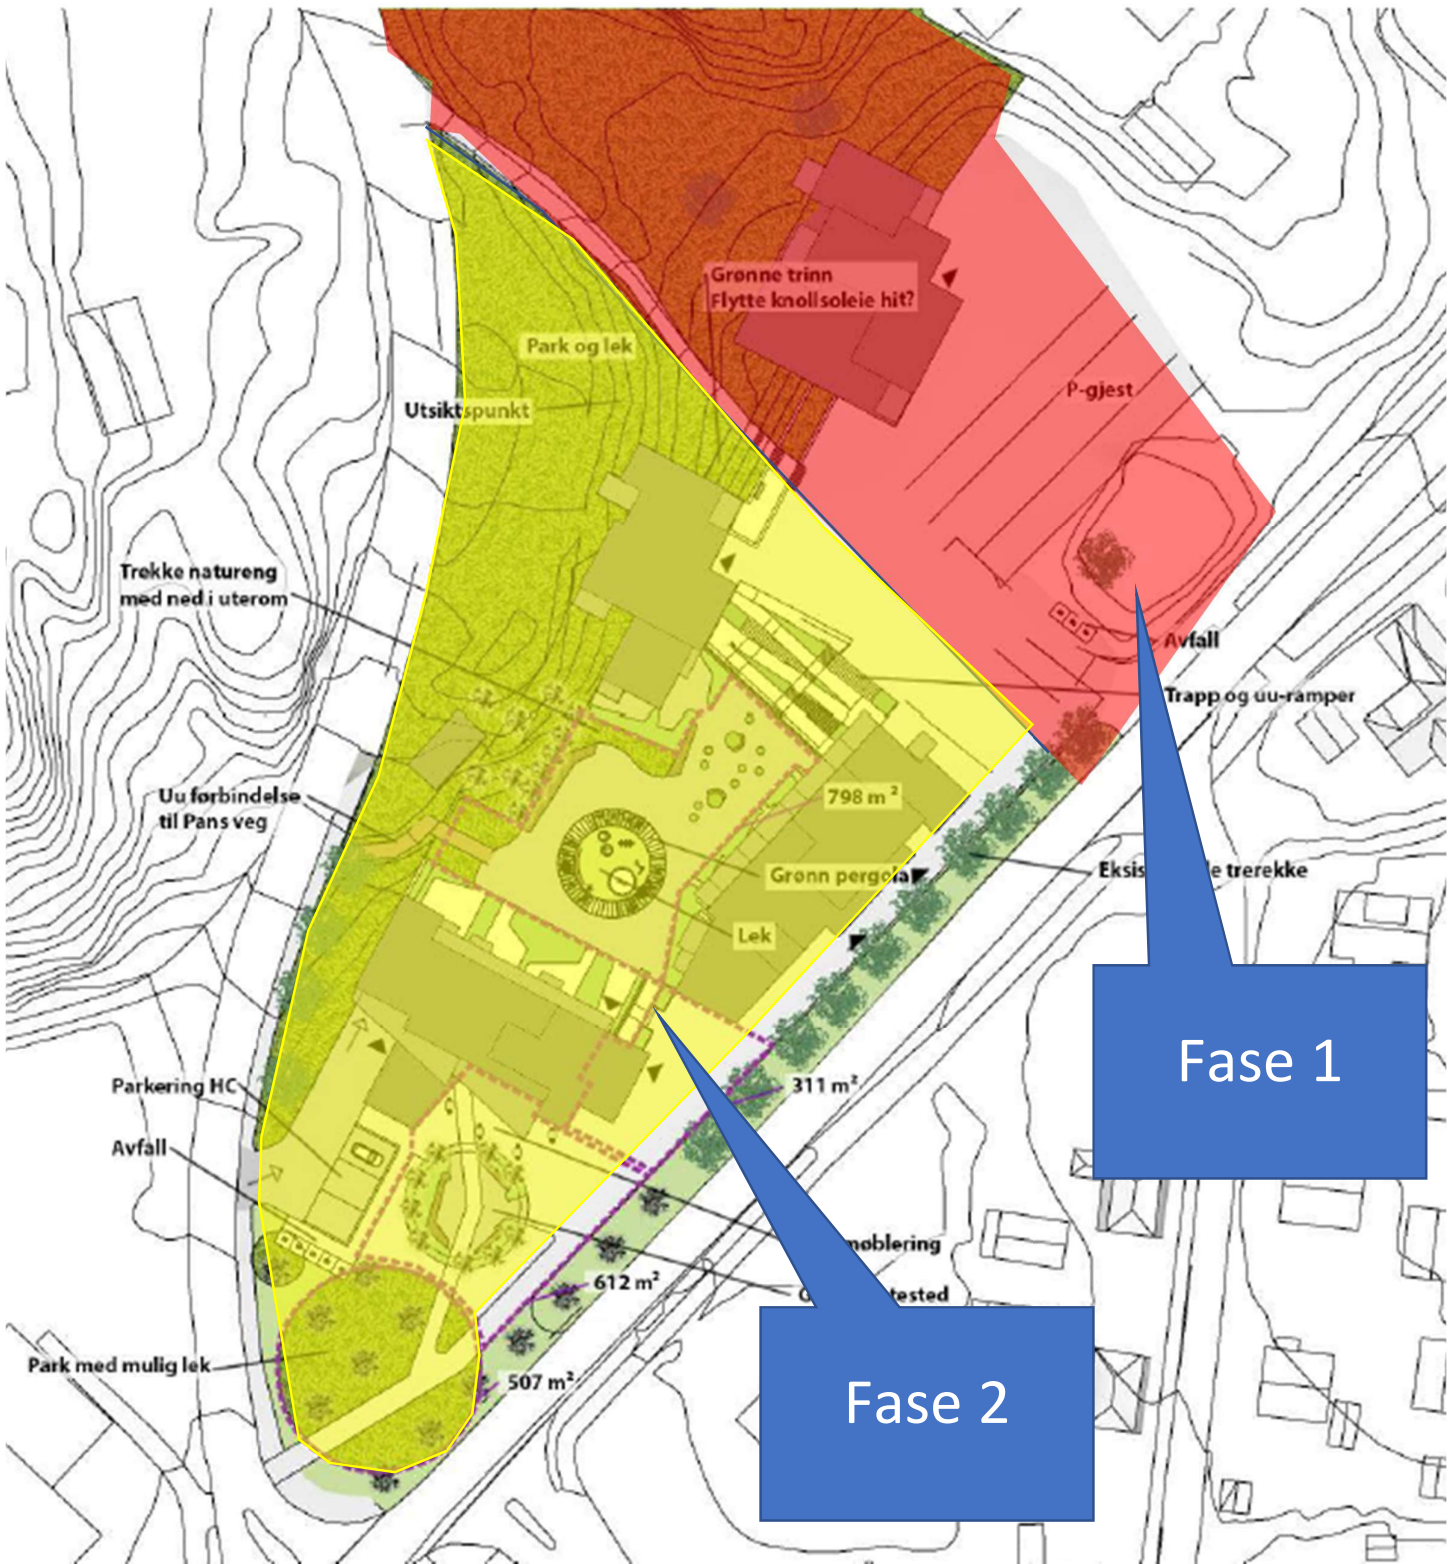 Grønne trinn
Flytte knollsoleie hit?
Park og lek
P-gjest
Utsiktspunkt
Trekke natureng
med ned i uterom
Avfall
Trapp og uu-ramper
Uu forbindelse
til Pans veg
798 m²
Grønn pergola
Eksis
e trerekke
Lek
Fase 1
Parkering HC
311 m²
Avfall
møblering
612 m²
tested
Park med mulig lek
507 m²
Fase 2